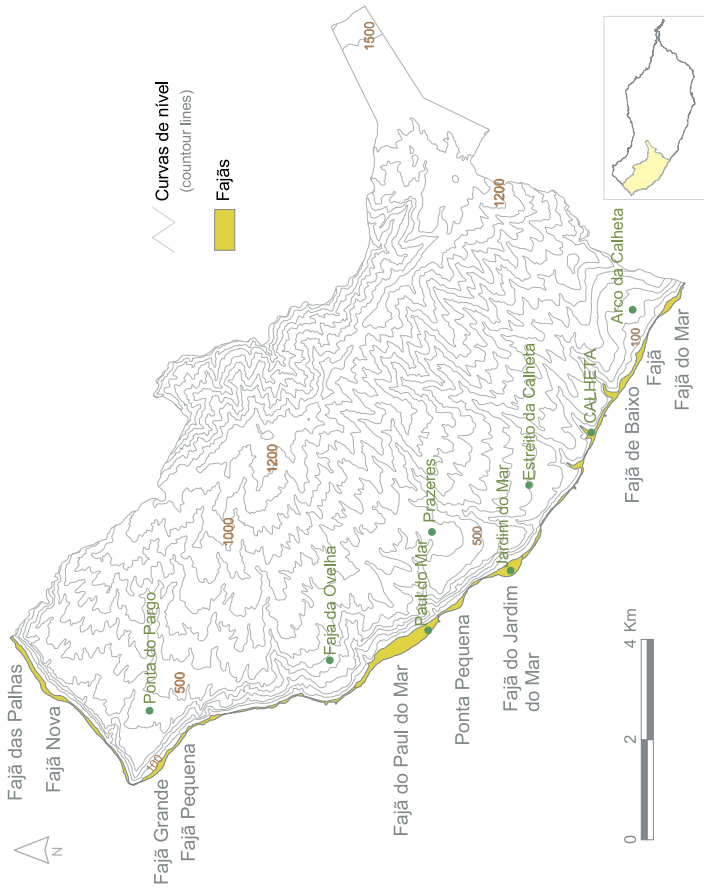 1500
Curvas de nível
(countour lines)
Fajãs
1200
Arco da Calheta
100
Fajã
Fajã do Mar
Fajã de Baixo
CALHETA
Estreito da Calheta
Jardim do Mar
500
Prazeres
Paul do Mar
Fajã da Ovelha
1200
1000
Ponta do Pargo
500
100
Fajã das Palhas
Fajã Nova
Fajã Grande
Fajã Pequena
Fajã do Paul do Mar
Ponta Pequena
Fajã do Jardim
do Mar
N
0
2
4 Km